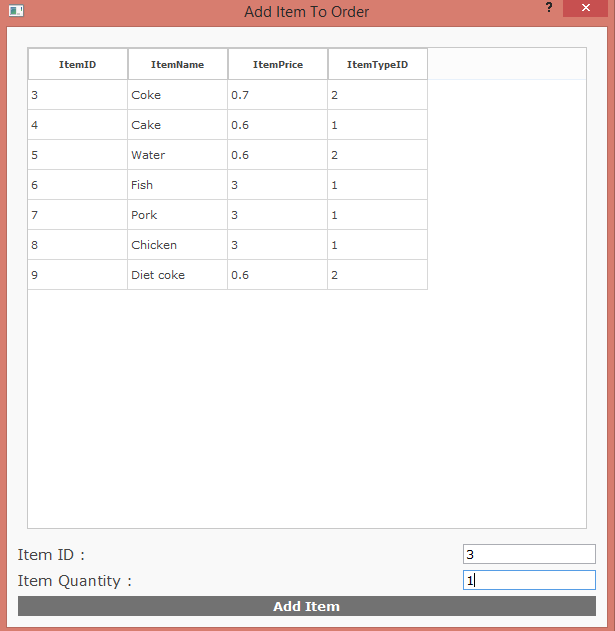 Add Item To Order
? ×
ItemID ItemName ItemPrice ItemTypeID
3 Coke 0.7 2
4 Cake 0.6 1
5 Water 0.6 2
6 Fish 3 1
7 Pork 3 1
8 Chicken 3 1
9 Diet coke 0.6 2
Item ID : 3
Item Quantity : 1
Add Item